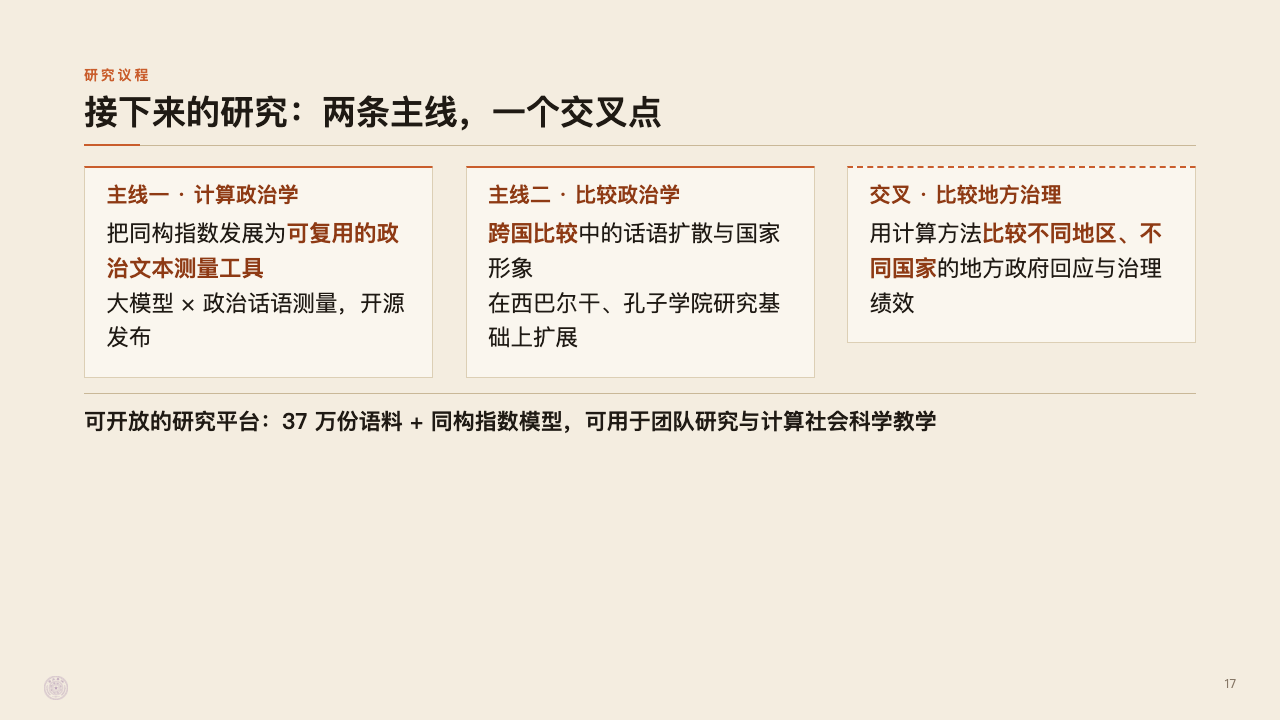 研究议程
接下来的研究：两条主线，一个交叉点
主线一 · 计算政治学
把同构指数发展为可复用的政
治文本测量工具
大模型 × 政治话语测量，开源
发布
主线二 · 比较政治学
跨国比较中的话语扩散与国家
形象
在西巴尔干、孔子学院研究基
础上扩展
交叉 · 比较地方治理
用计算方法比较不同地区、不
同国家的地方政府回应与治理
绩效
可开放的研究平台：37 万份语料 + 同构指数模型，可用于团队研究与计算社会科学教学
17